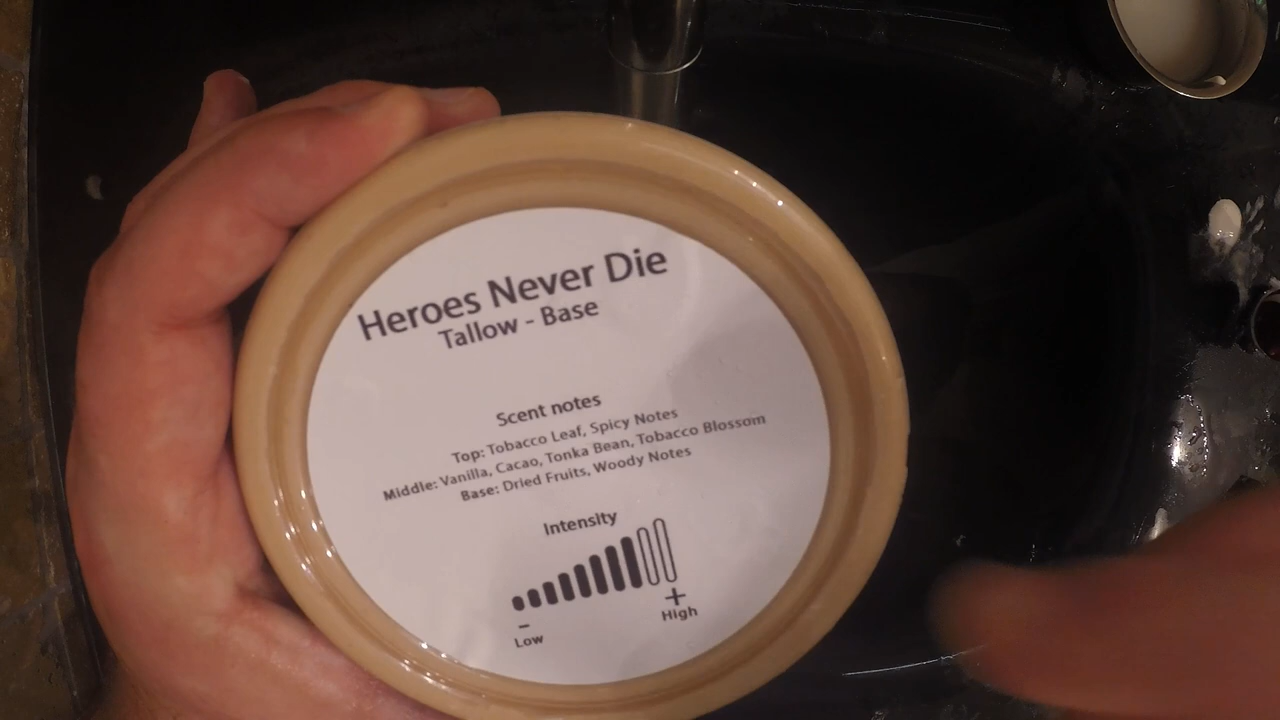 Heroes Never Die
Tallow - Base
Scent notes
Top: Tobacco Leaf, Spicy Notes
Middle: Vanilla, Cacao, Tonka Bean, Tobacco Blossom
Base: Dried Fruits, Woody Notes
Intensity
- +
Low High